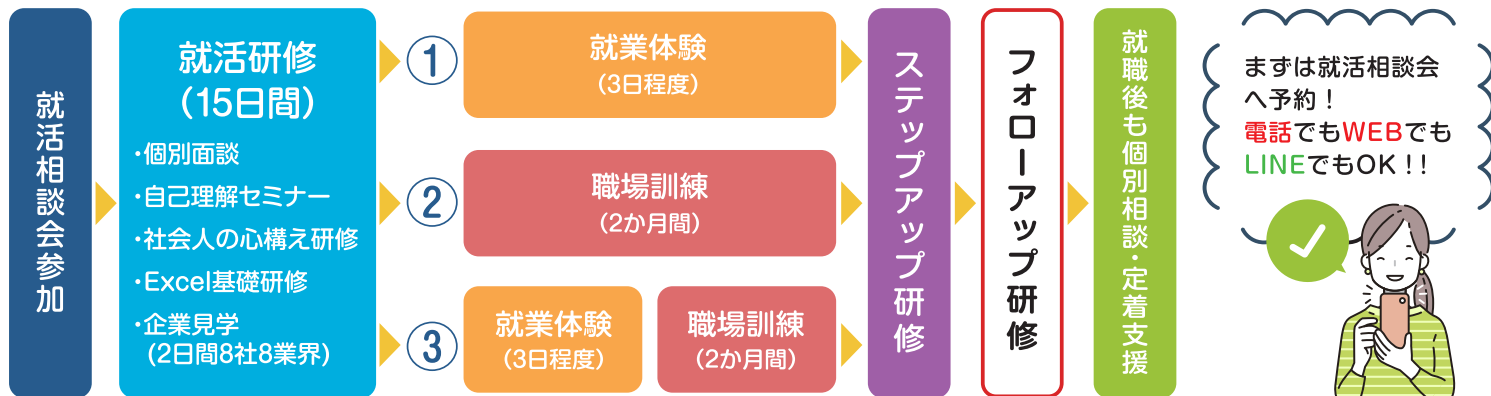 就活相談会参加
就活研修
（15日間）
・個別面談
・自己理解セミナー
・社会人の心構え研修
・Excel基礎研修
・企業見学
（2日間8社8業界）
①
就業体験
（3日程度）
②
職場訓練
（2か月間）
③
就業体験
（3日程度）
職場訓練
（2か月間）
ステップアップ研修
フォローアップ研修
就職後も個別相談・定着支援
まずは就活相談会
へ予約！
電話でもWEBでも
LINEでもOK！！